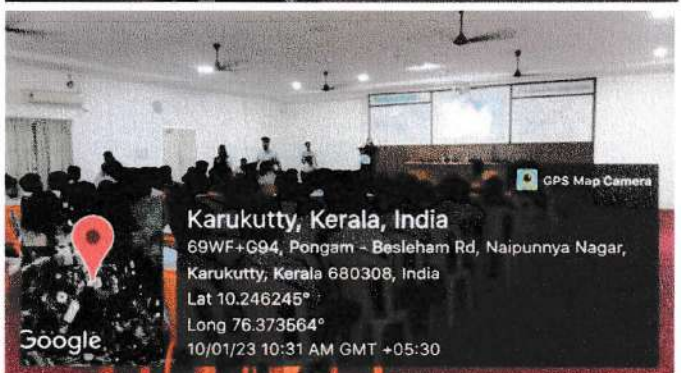 GPS Map Camera
Karukutty, Kerala, India
69WF+G94, Pongam - Besleham Rd, Naipunnya Nagar,
Karukutty, Kerala 680308, India
Lat 10.246245°
Long 76.373564°
10/01/23 10:31 AM GMT +05:30
Google